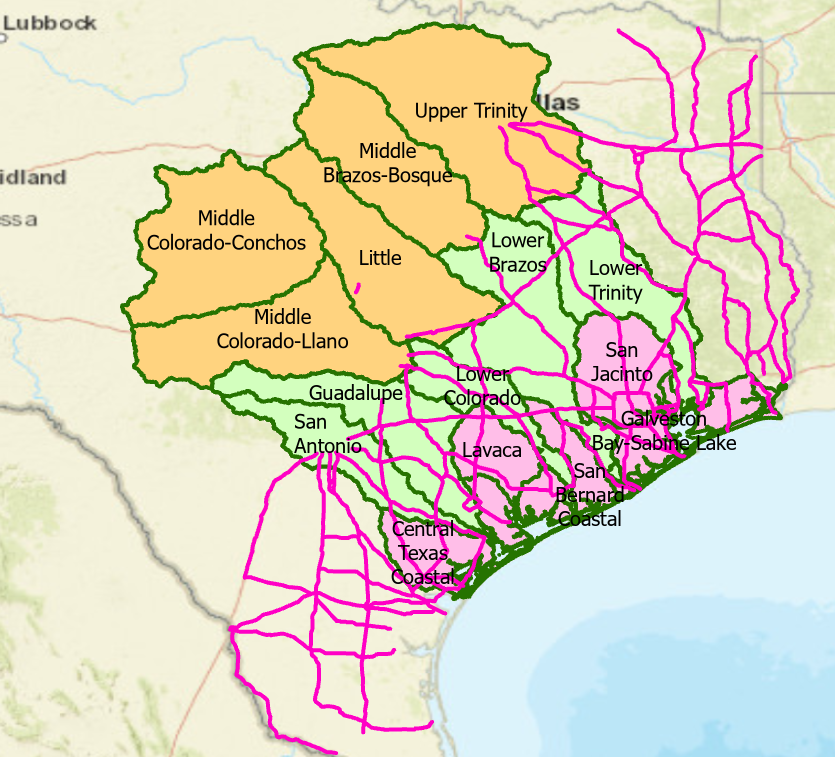 Lubbock
llas
Upper Trinity
Middle
Brazos-Bosque
idland
ssa
Middle
Colorado-Conchos
Little
Lower
Brazos
Lower
Trinity
Middle
Colorado-Llano
San
Jacinto
Lower
Colorado
Guadalupe
San
Antonio
Galveston
Bay-Sabine Lake
Lavaca
San
Bernard
Coastal
Central
Texas
Coastal